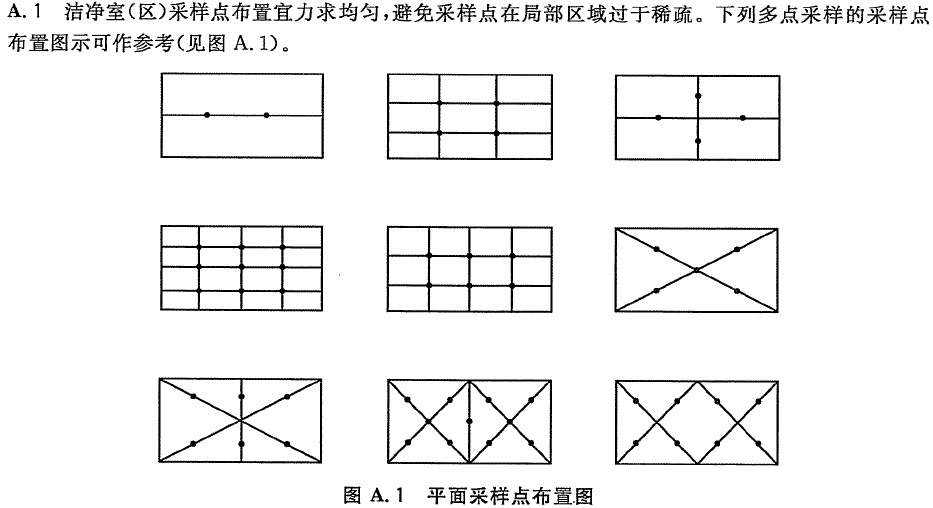 A.1 洁净室(区)采样点布置宜力求均匀,避免采样点在局部区域过于稀疏。下列多点采样的采样点
布置图示可作参考(见图 A.1)。
图 A.1 平面采样点布置图